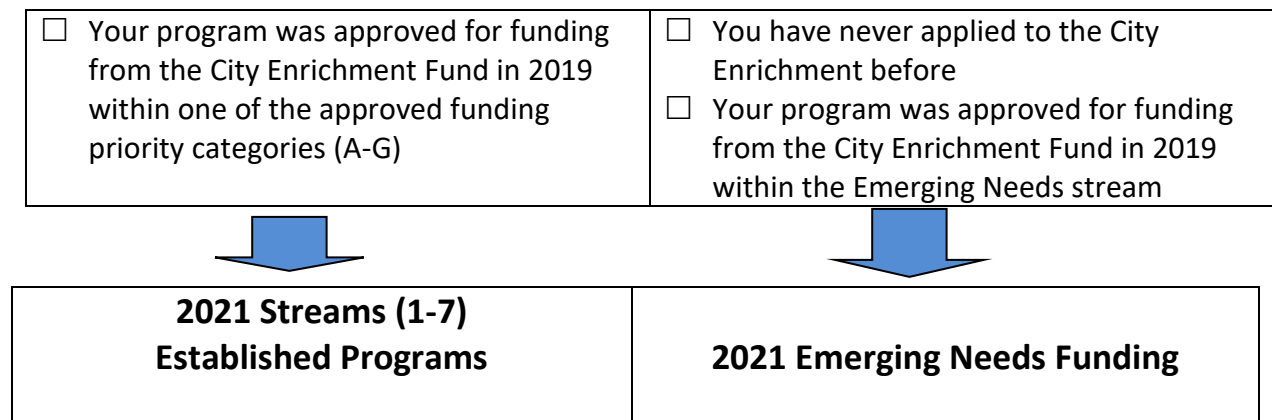 ☐ Your program was approved for funding
from the City Enrichment Fund in 2019
within one of the approved funding
priority categories (A-G)
☐ You have never applied to the City
Enrichment before
☐ Your program was approved for funding
from the City Enrichment Fund in 2019
within the Emerging Needs stream
2021 Streams (1-7)
Established Programs
2021 Emerging Needs Funding